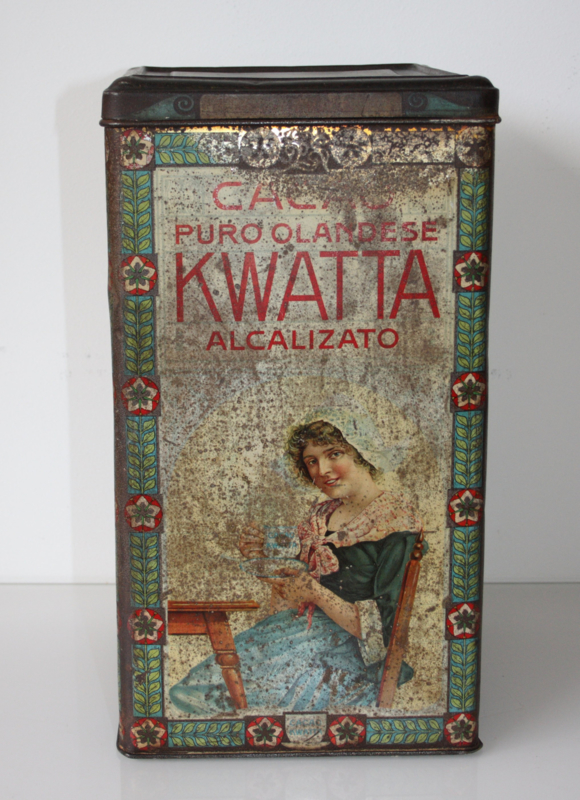 CACAO
PURO OLANDESE
KWATTA
ALCALIZATO